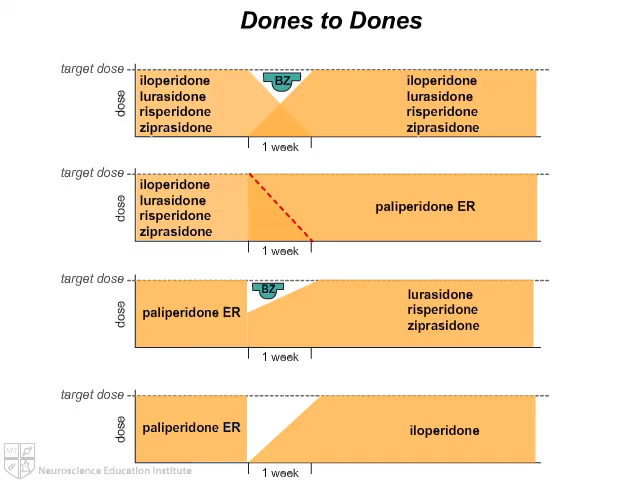 Dones to Dones
target dose
dose
iloperidone
lurasidone
risperidone
ziprasidone
BZ
iloperidone
lurasidone
risperidone
ziprasidone
1 week
target dose
dose
iloperidone
lurasidone
risperidone
ziprasidone
paliperidone ER
1 week
target dose
dose
paliperidone ER
BZ
lurasidone
risperidone
ziprasidone
1 week
target dose
dose
paliperidone ER
iloperidone
1 week
Neuroscience Education Institute